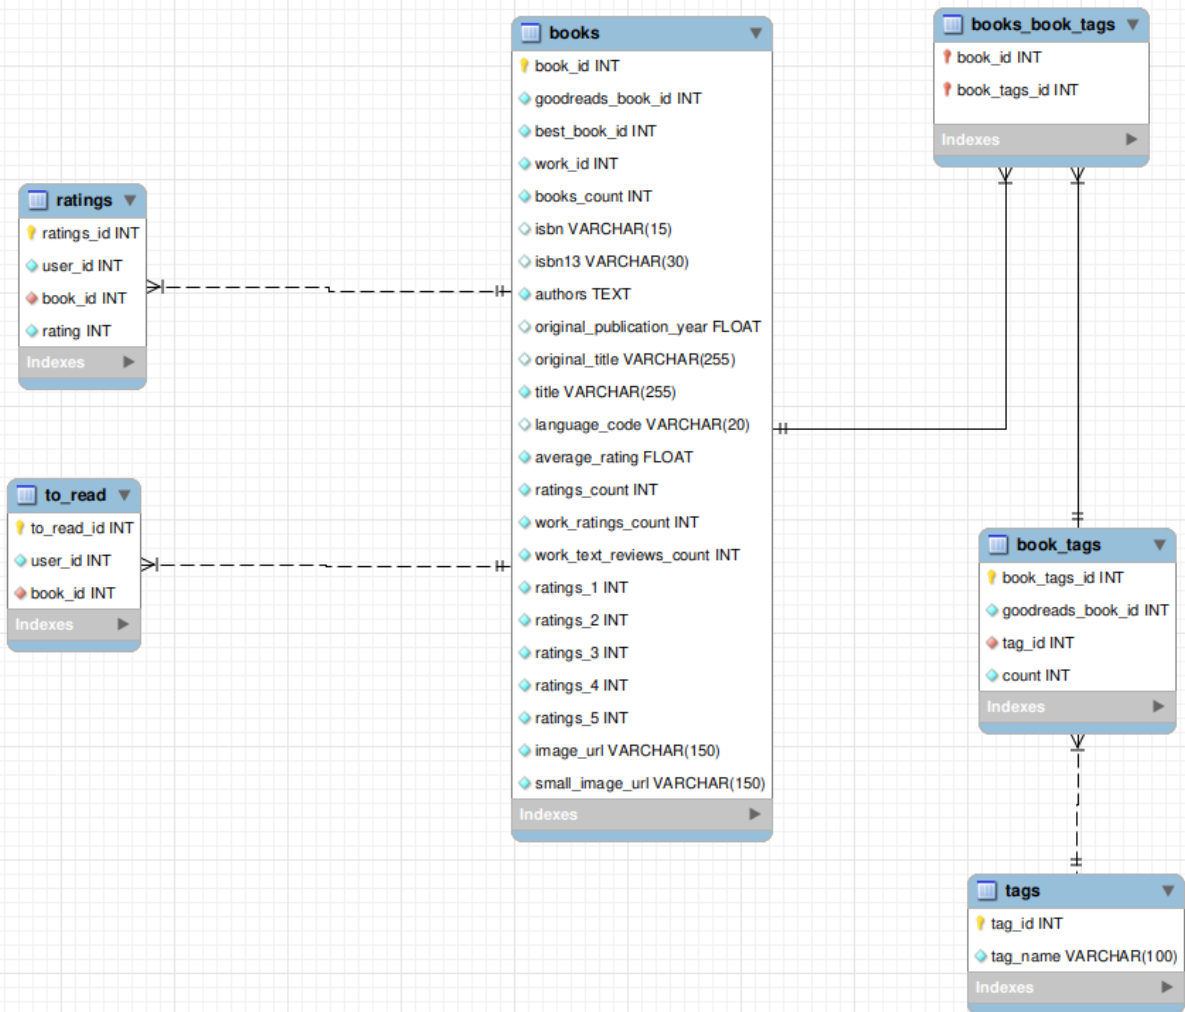 books
book_id INT
goodreads_book_id INT
best_book_id INT
work_id INT
books_count INT
isbn VARCHAR(15)
isbn13 VARCHAR(30)
authors TEXT
original_publication_year FLOAT
original_title VARCHAR(255)
title VARCHAR(255)
language_code VARCHAR(20)
average_rating FLOAT
ratings_count INT
work_ratings_count INT
work_text_reviews_count INT
ratings_1 INT
ratings_2 INT
ratings_3 INT
ratings_4 INT
ratings_5 INT
image_url VARCHAR(150)
small_image_url VARCHAR(150)
Indexes
books_book_tags
book_id INT
book_tags_id INT
Indexes
ratings
ratings_id INT
user_id INT
book_id INT
rating INT
Indexes
to_read
to_read_id INT
user_id INT
book_id INT
Indexes
book_tags
book_tags_id INT
goodreads_book_id INT
tag_id INT
count INT
Indexes
tags
tag_id INT
tag_name VARCHAR(100)
Indexes